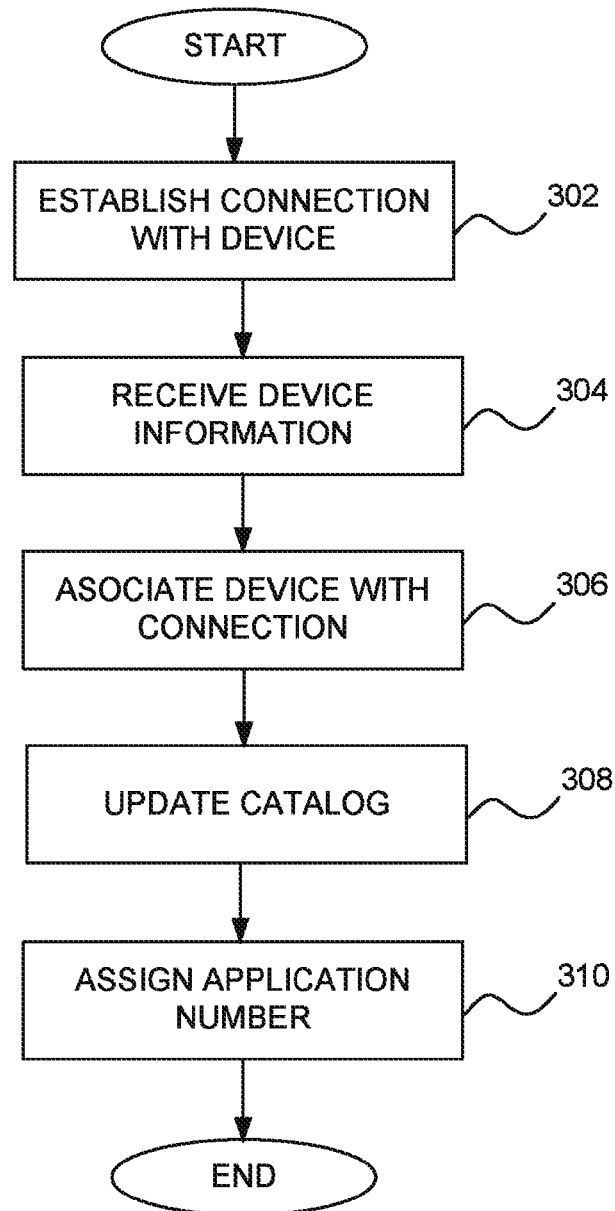 START
ESTABLISH CONNECTION
WITH DEVICE
302
RECEIVE DEVICE
INFORMATION
304
ASOCIATE DEVICE WITH
CONNECTION
306
UPDATE CATALOG
308
ASSIGN APPLICATION
NUMBER
310
END